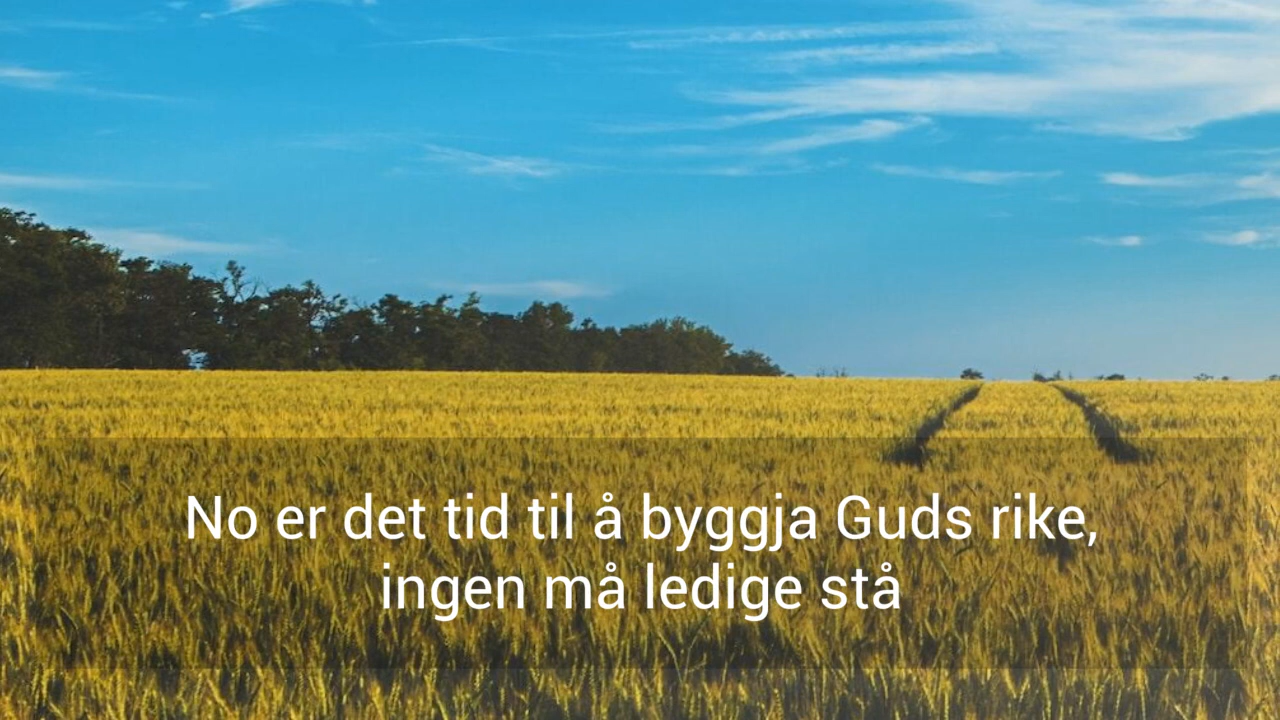 No er det tid til å byggja Guds rike,
ingen må ledige stå